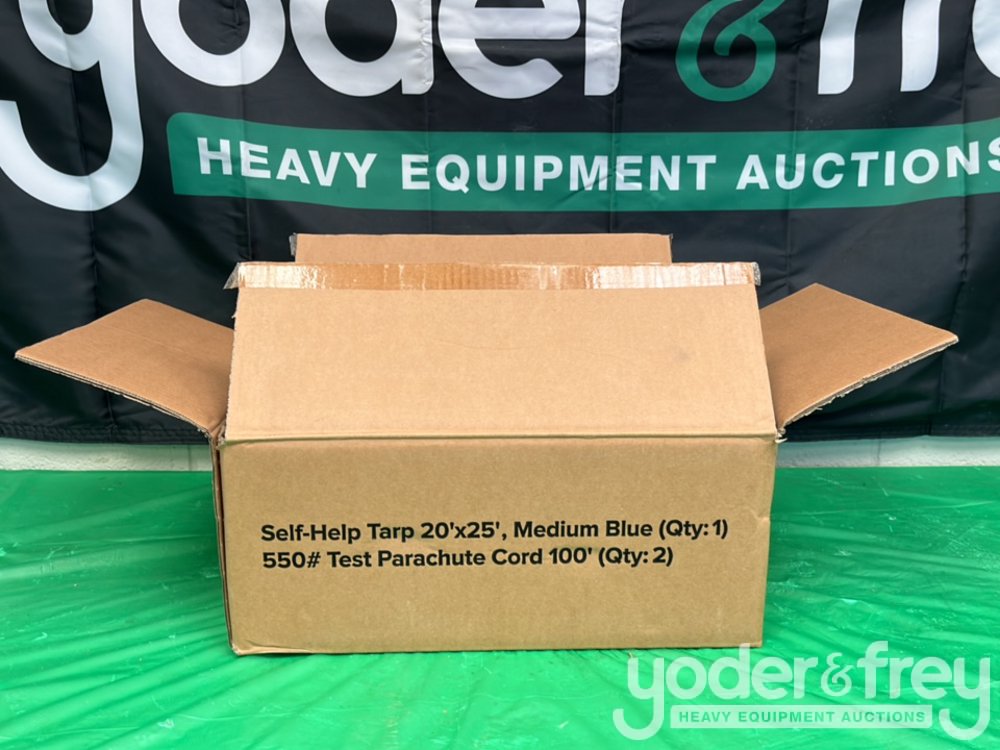 yoder & fre
HEAVY EQUIPMENT AUCTIONS
Self-Help Tarp 20'x25', Medium Blue (Qty: 1)
550# Test Parachute Cord 100' (Qty: 2)
yoder & frey
HEAVY EQUIPMENT AUCTIONS